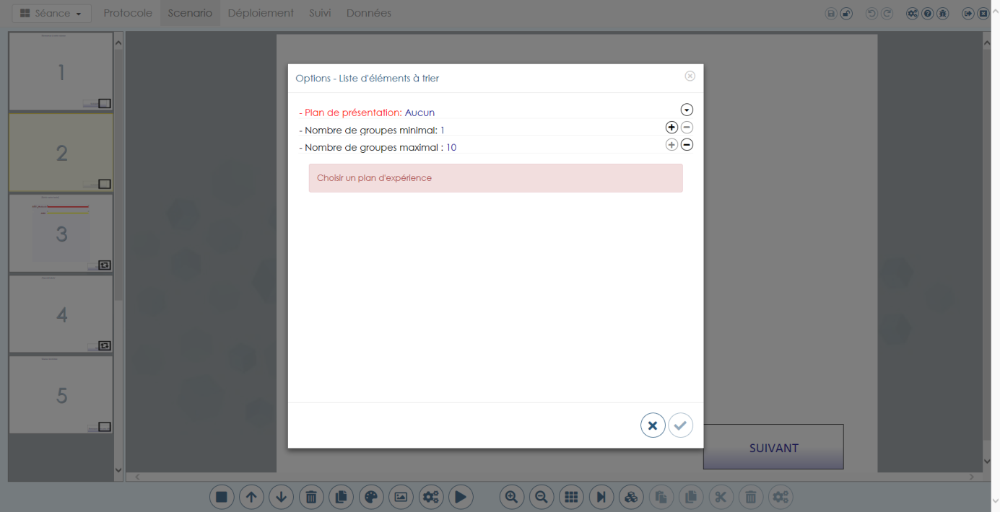 Séance
Protocole
Scenario
Déploiement
Suivi
Données
1
2
3
4
5
Options - Liste d'éléments à trier
- Plan de présentation: Aucun
- Nombre de groupes minimal: 1
- Nombre de groupes maximal : 10
Choisir un plan d'expérience
SUIVANT